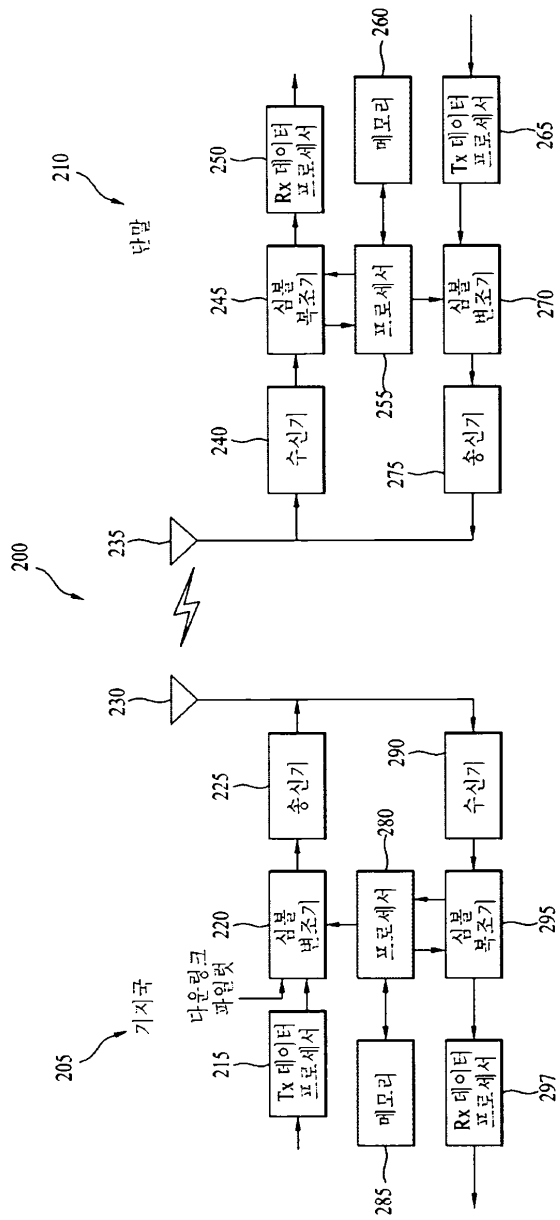 200
205
기지국
다운링크
파일럿
215
Tx 데이터
프로세서
220
심볼
변조기
225
송신기
230
메모리
285
프로세서
280
수신기
290
Rx 데이터
프로세서
297
심볼
복조기
295
210
단말
235
240
수신기
245
심볼
복조기
250
Rx 데이터
프로세서
프로세서
255
메모리
260
275
송신기
심볼
변조기
270
Tx 데이터
프로세서
265